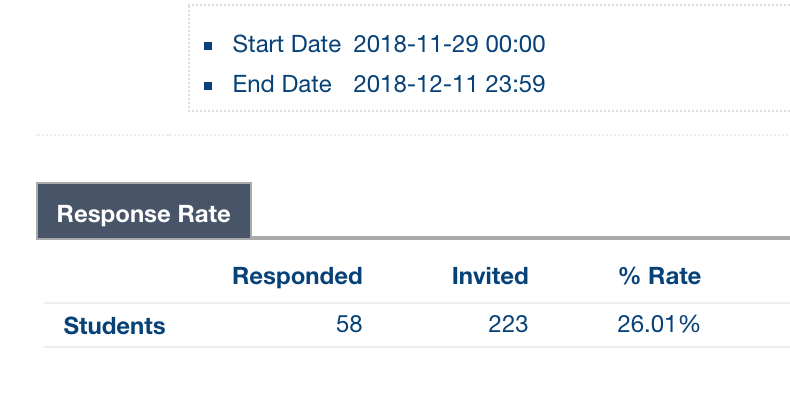 Start Date 2018-11-29 00:00
End Date 2018-12-11 23:59
Response Rate
Responded Invited % Rate
Students 58 223 26.01%